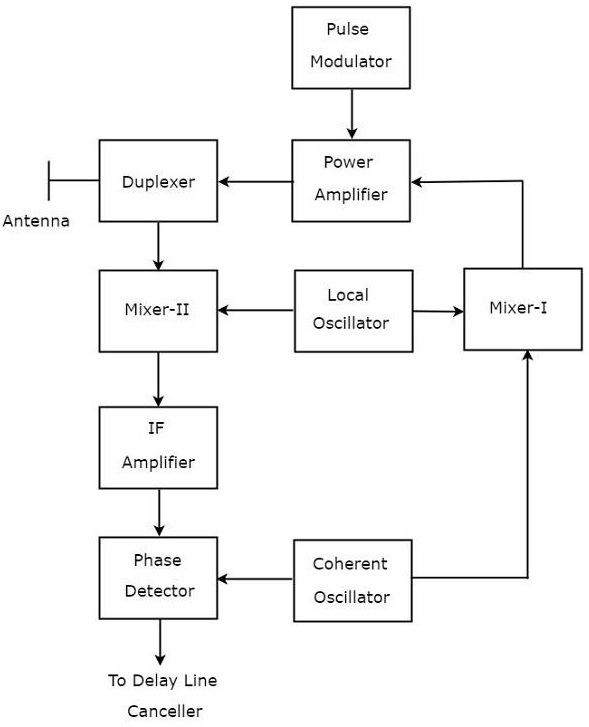 Pulse
Modulator
Power
Amplifier
Duplexer
Antenna
Mixer-II
Local
Oscillator
Mixer-I
IF
Amplifier
Phase
Detector
Coherent
Oscillator
To Delay Line
Canceller